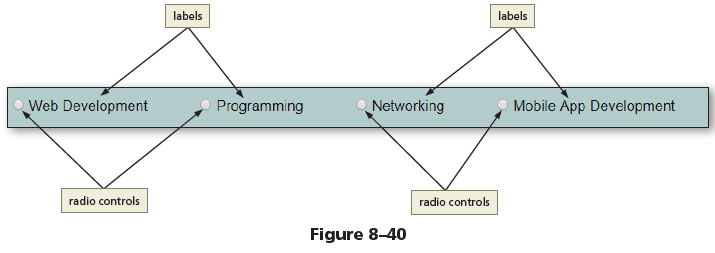 labels
labels
Web Development Programming Networking Mobile App Development
radio controls
radio controls
Figure 8–40